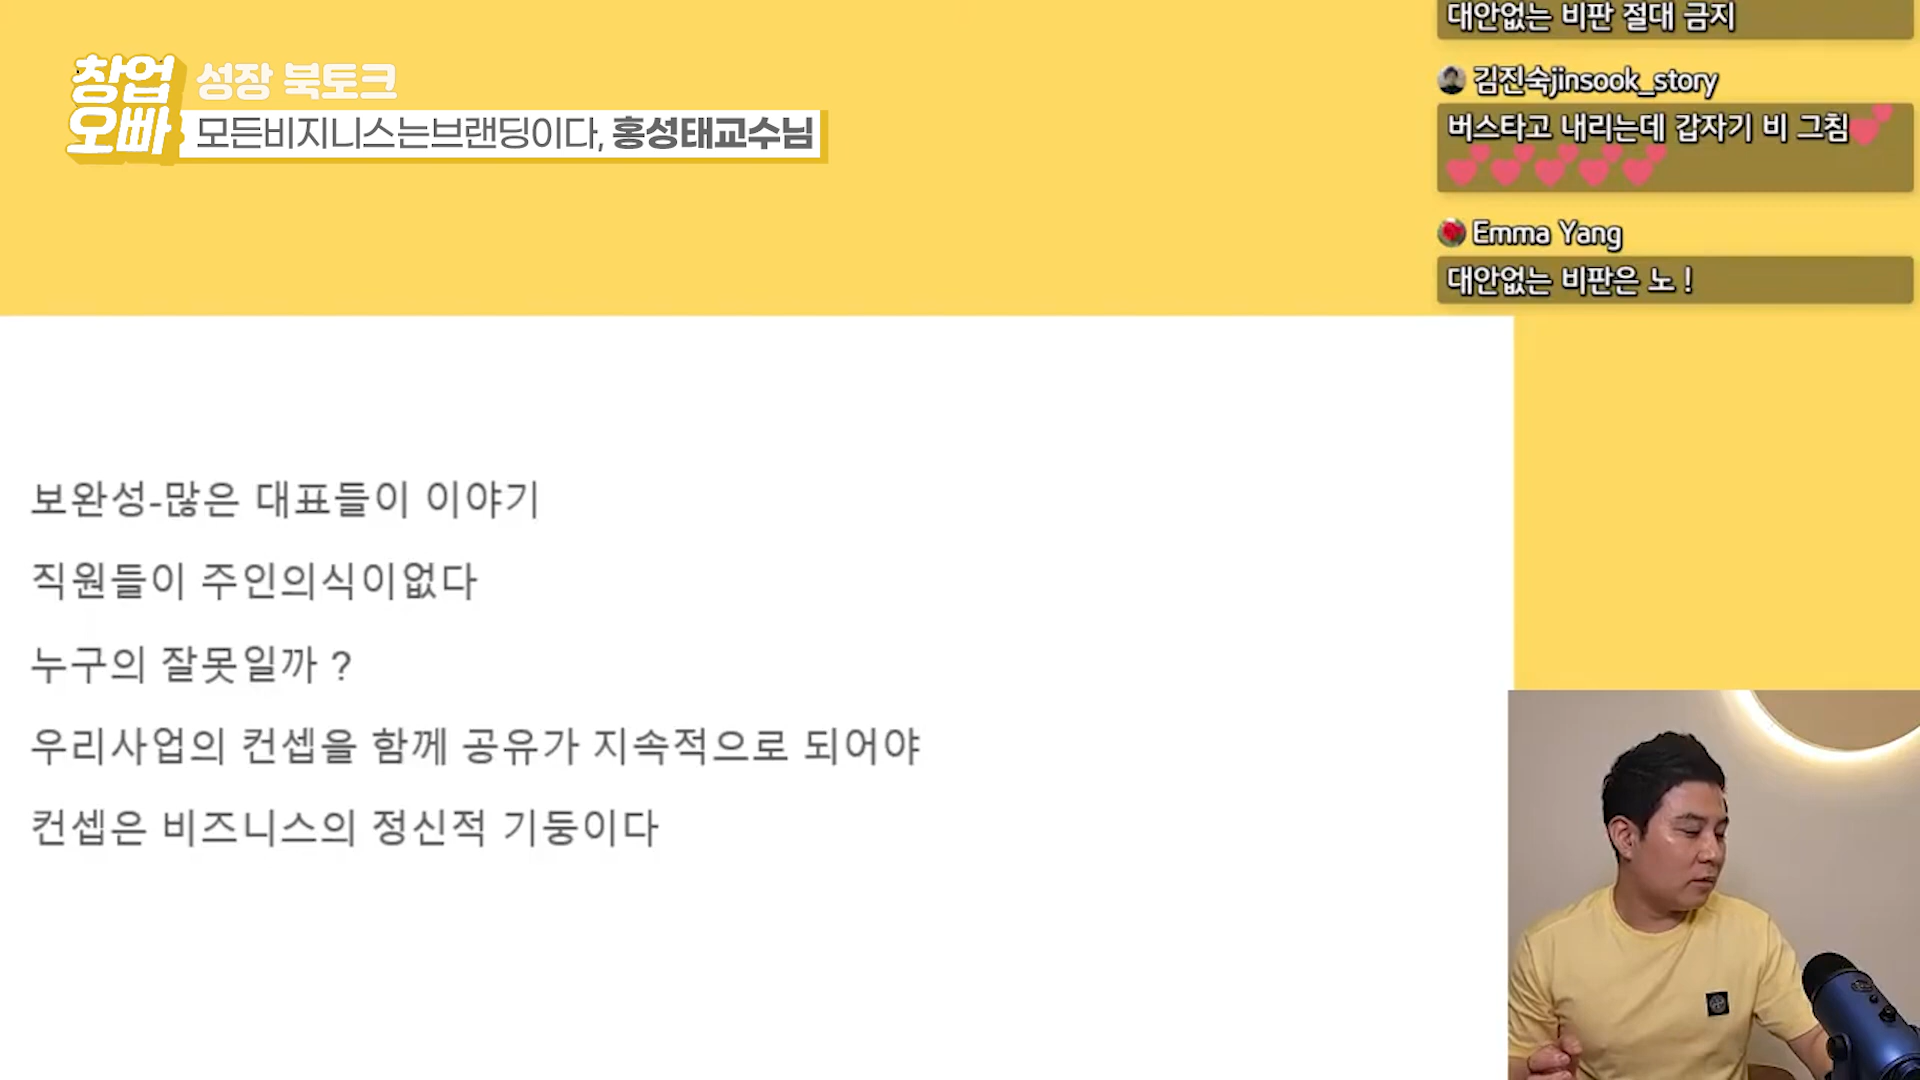 창업
오빠
성장 북토크
모든비지니스는브랜딩이다, 홍성태교수님
대안없는 비판 절대 금지
김진숙jinsook_story
버스타고 내리는데 갑자기 비 그침💕
💕💕💕💕💕
Emma Yang
대안없는 비판은 노 !
보완성-많은 대표들이 이야기
직원들이 주인의식이없다
누구의 잘못일까 ?
우리사업의 컨셉을 함께 공유가 지속적으로 되어야
컨셉은 비즈니스의 정신적 기둥이다